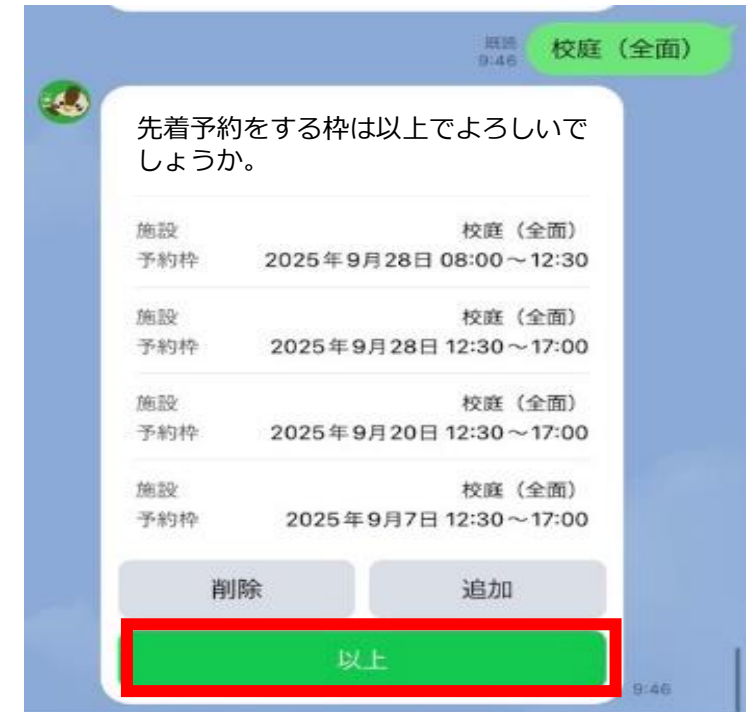 既読
9:46
校庭（全面）
先着予約をする枠は以上でよろしいで
しょうか。
施設 校庭（全面）
予約枠 2025年9月28日 08:00～12:30
施設 校庭（全面）
予約枠 2025年9月28日 12:30～17:00
施設 校庭（全面）
予約枠 2025年9月20日 12:30～17:00
施設 校庭（全面）
予約枠 2025年9月7日 12:30～17:00
削除 追加
以上
9:46